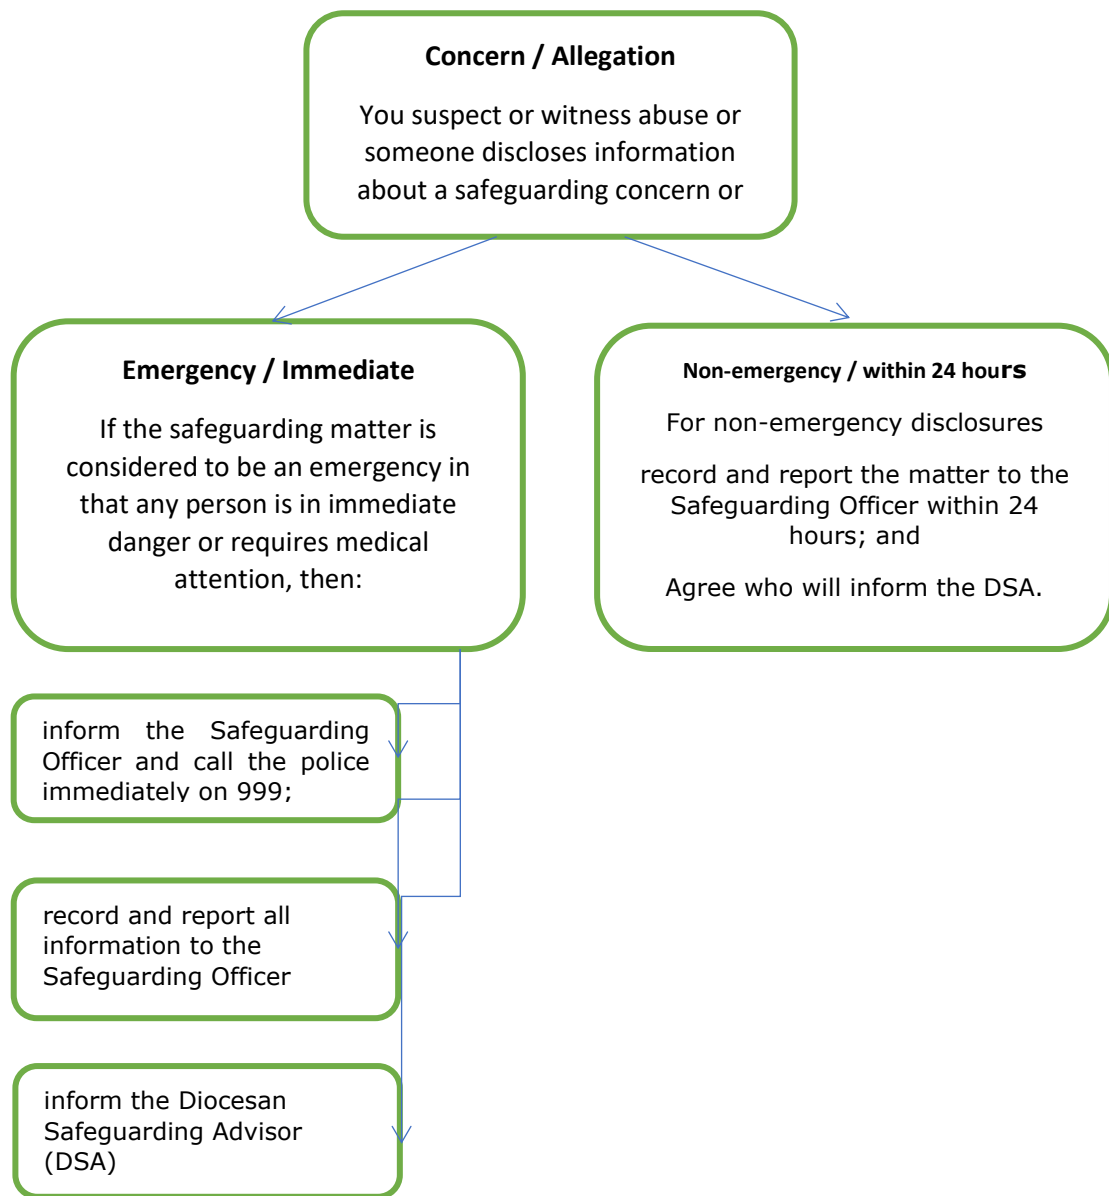 Concern / Allegation
You suspect or witness abuse or
someone discloses information
about a safeguarding concern or
Emergency / Immediate
If the safeguarding matter is
considered to be an emergency in
that any person is in immediate
danger or requires medical
attention, then:
Non-emergency / within 24 hours
For non-emergency disclosures
record and report the matter to the
Safeguarding Officer within 24
hours; and
Agree who will inform the DSA.
inform the Safeguarding
Officer and call the police
immediately on 999;
record and report all
information to the
Safeguarding Officer
inform the Diocesan
Safeguarding Advisor
(DSA)